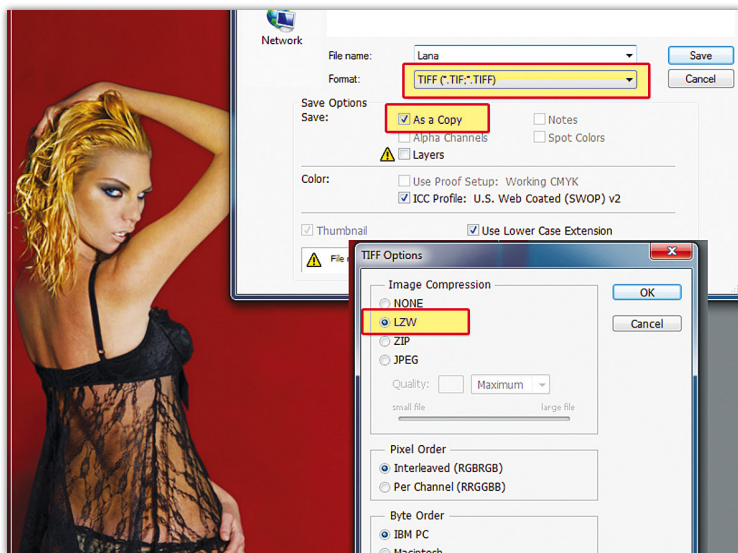 Network
File name: Lana Save
Format: TIFF (*.TIF;*.TIFF) Cancel
Save Options
Save: As a Copy Notes
Alpha Channels Spot Colors
Layers
Color: Use Proof Setup: Working CMYK
ICC Profile: U.S. Web Coated (SWOP) v2
Thumbnail Use Lower Case Extension
File
TIFF Options
Image Compression OK
NONE
LZW Cancel
ZIP
JPEG
Quality: Maximum
small file large file
Pixel Order
Interleaved (RGBRGB)
Per Channel (RRGGBB)
Byte Order
IBM PC
Macintosh